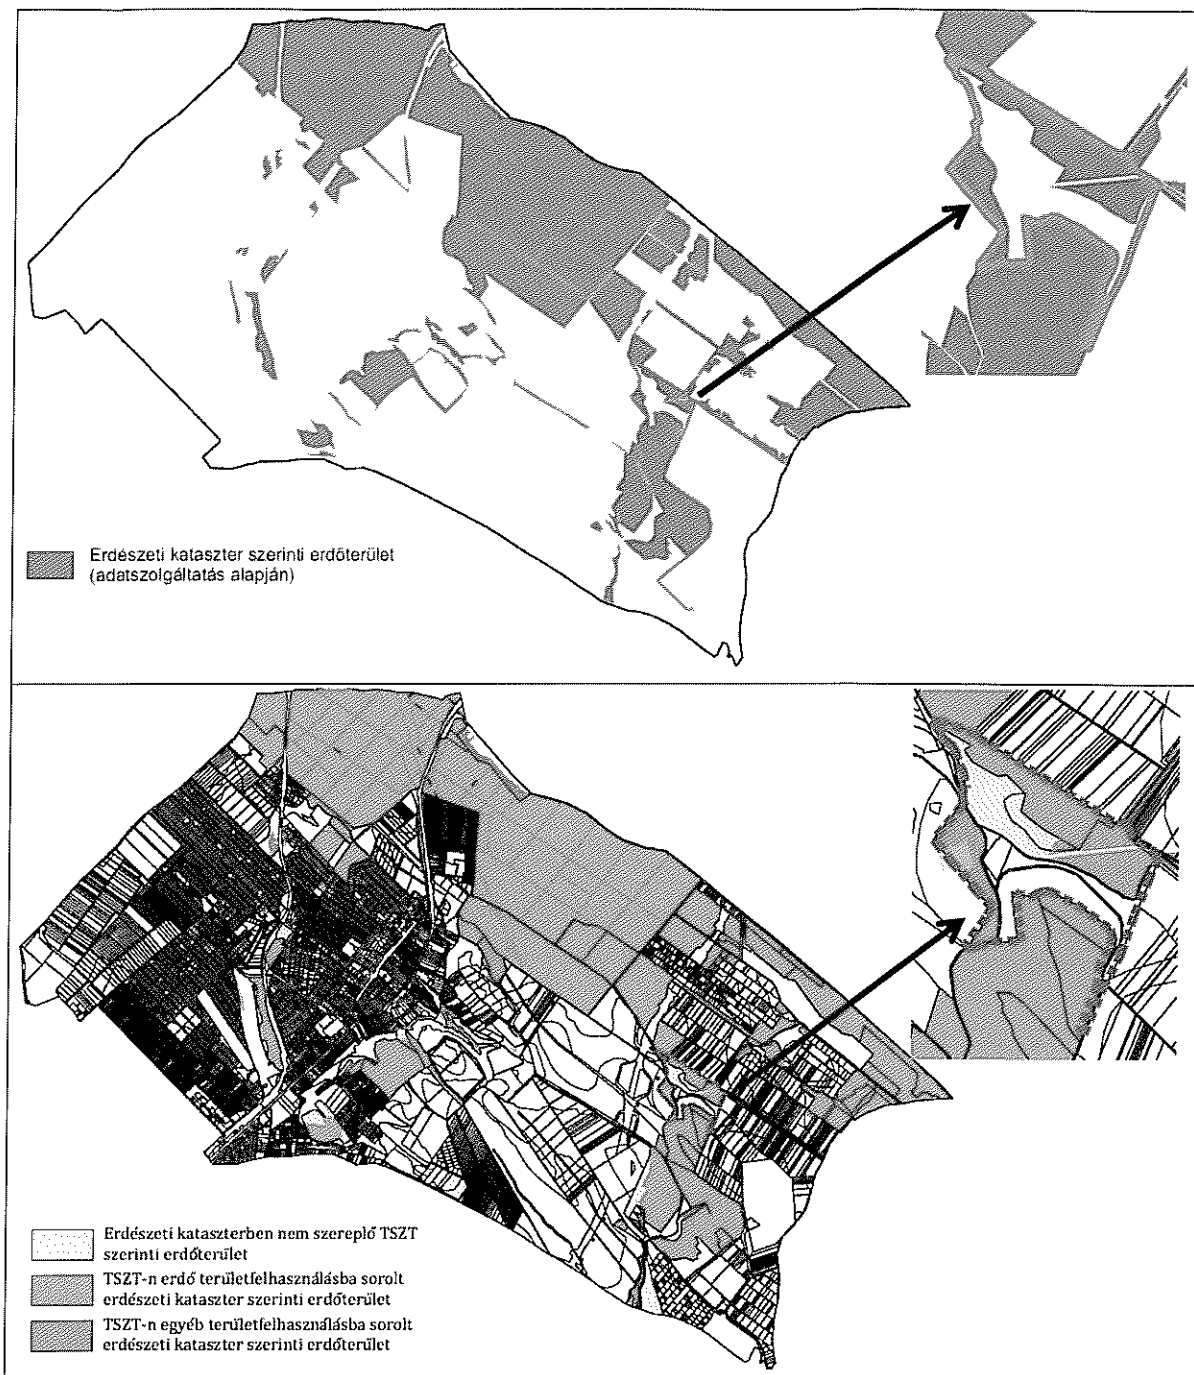 Erdészeti kataszter szerinti erdőterület
(adatszolgáltatás alapján)
Erdészeti kataszterben nem szereplő TSZT
szerinti erdőterület
TSZT-n erdő területfelhasználásba sorolt
erdészeti kataszter szerinti erdőterület
TSZT-n egyéb területfelhasználásba sorolt
erdészeti kataszter szerinti erdőterület